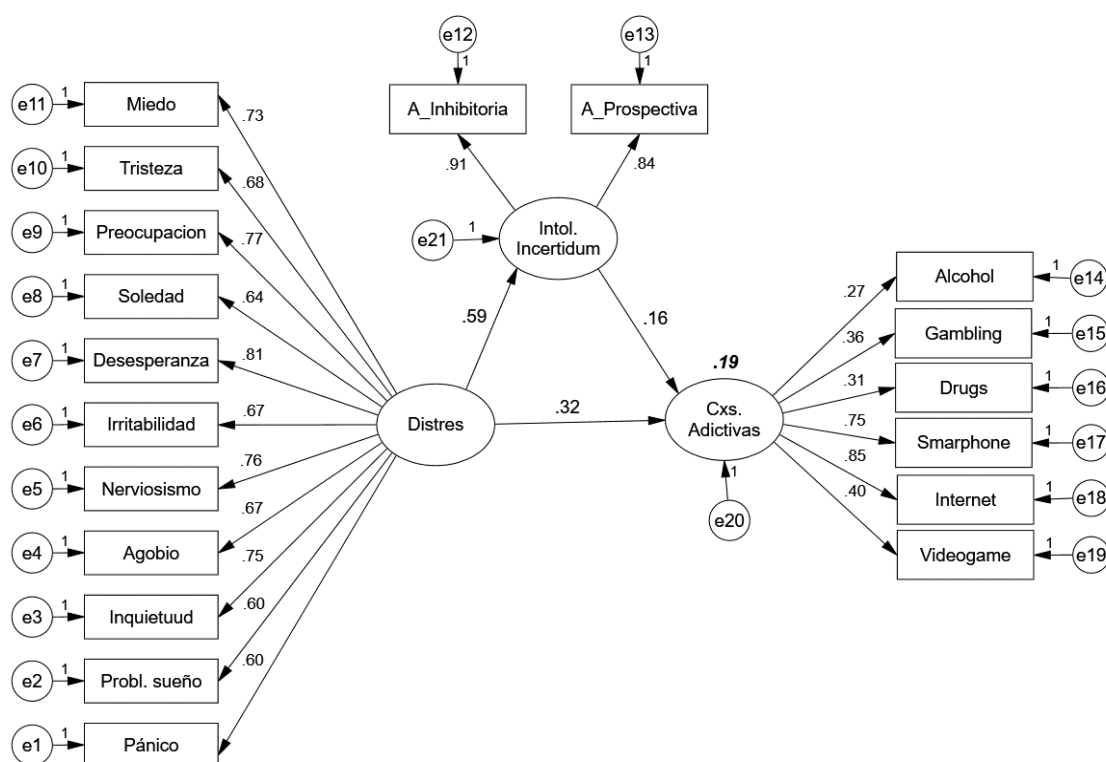 e12
e13
1
1
A_Inhibitoria
A_Prospectiva
.91
.84
e21
1
Intol.
Incertidum
e11
1
Miedo
.73
e10
1
Tristeza
.68
e9
1
Preocupacion
.77
e8
1
Soledad
.64
e7
1
Desesperanza
.81
e6
1
Irritabilidad
.67
e5
1
Nerviosismo
.76
e4
1
Agobio
.67
e3
1
Inquietuud
.75
e2
1
Probl. sueño
.60
e1
1
Pánico
.60
Distres
.59
.16
.32
.19
Cxs.
Adictivas
1
e20
.27
Alcohol
1
e14
.36
Gambling
1
e15
.31
Drugs
1
e16
.75
Smarphone
1
e17
.85
Internet
1
e18
.40
Videogame
1
e19